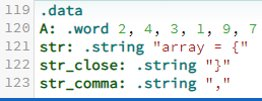 119 .data
120 A: .word 2, 4, 3, 1, 9, 7
121 str: .string "array = {"
122 str_close: .string "}"
123 str_comma: .string ","